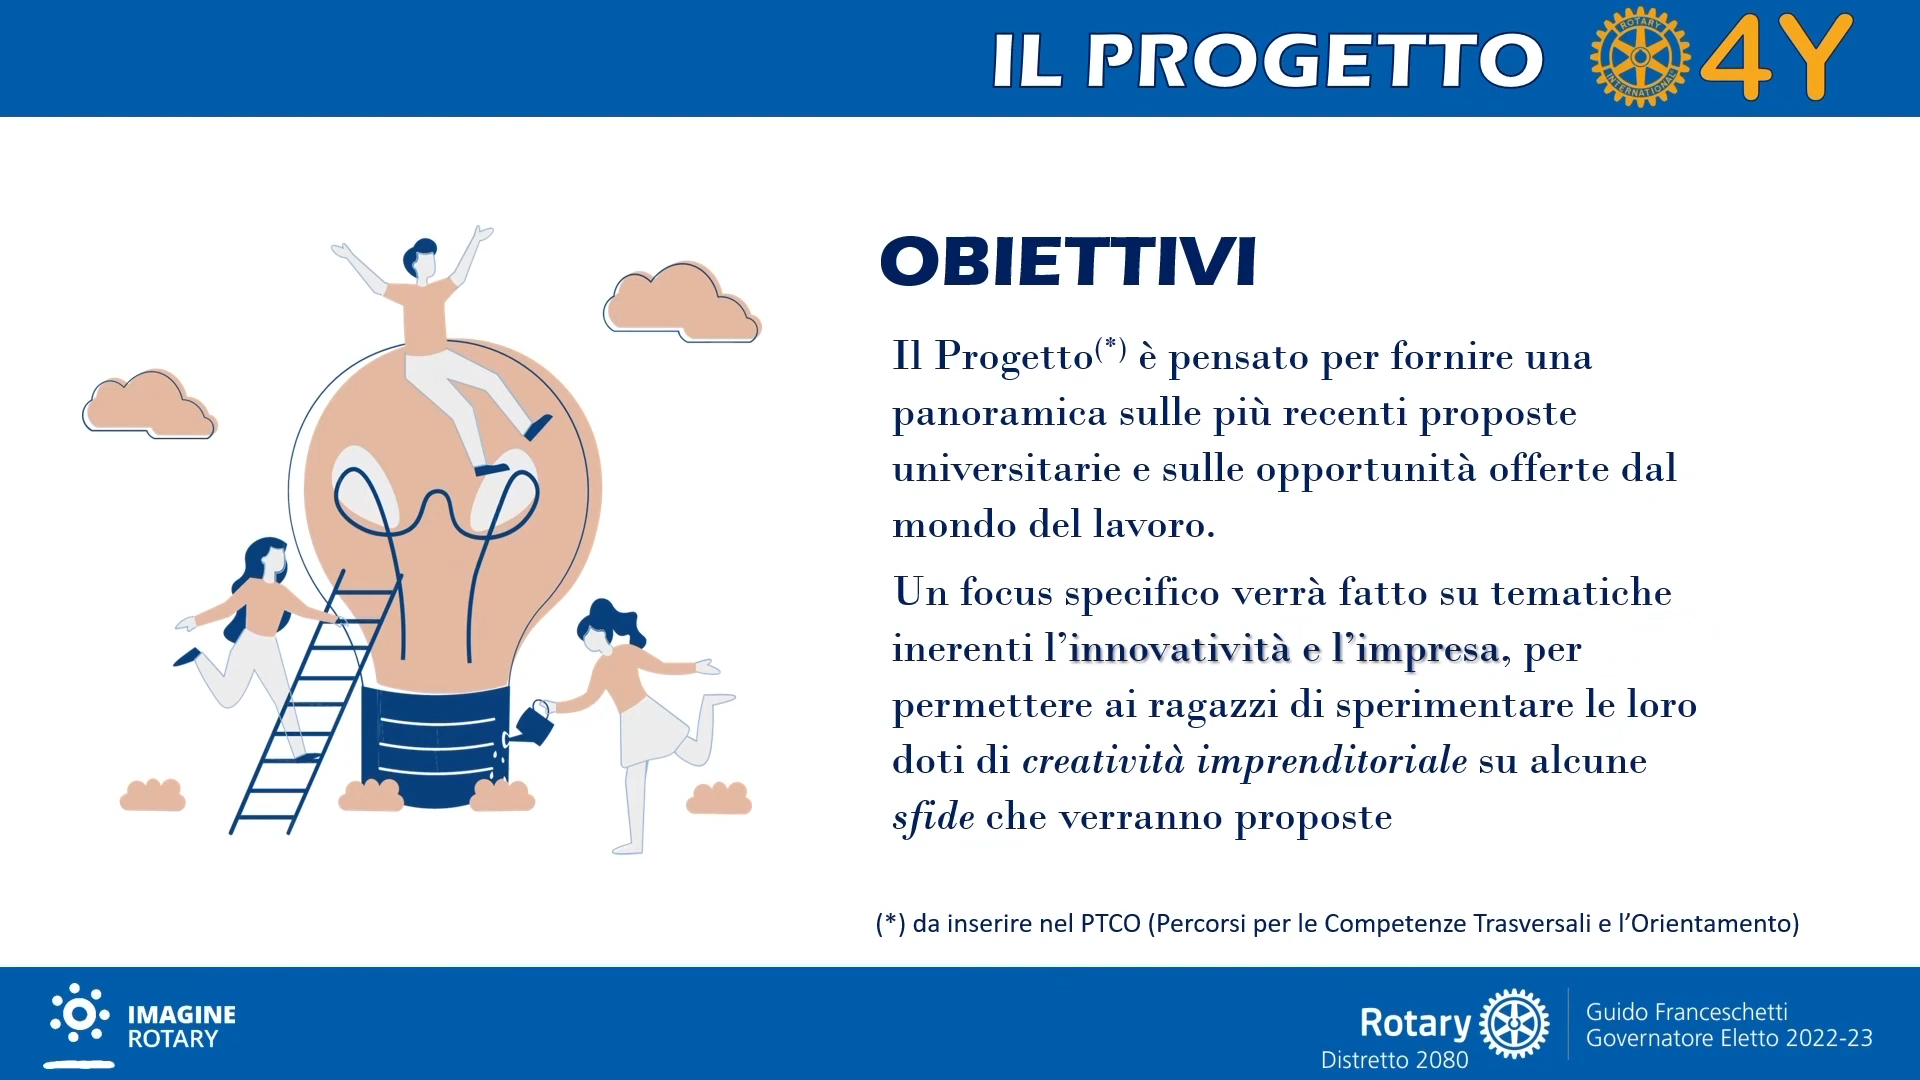 IL PROGETTO 4Y
ROTARY
INTERNATIONAL
OBIETTIVI
Il Progetto(*) è pensato per fornire una
panoramica sulle più recenti proposte
universitarie e sulle opportunità offerte dal
mondo del lavoro.
Un focus specifico verrà fatto su tematiche
inerenti l’innovatività e l’impresa, per
permettere ai ragazzi di sperimentare le loro
doti di creatività imprenditoriale su alcune
sfide che verranno proposte
(*) da inserire nel PTCO (Percorsi per le Competenze Trasversali e l’Orientamento)
IMAGINE
ROTARY
Rotary
Distretto 2080
Guido Franceschetti
Governatore Eletto 2022-23